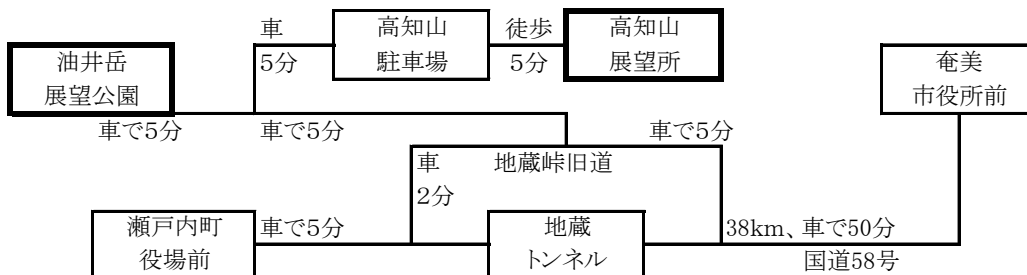 車
5分
高知山
駐車場
徒歩
5分
高知山
展望所
油井岳
展望公園
奄美
市役所前
車で5分
車で5分
車で5分
車
2分
地蔵峠旧道
瀬戸内町
役場前
車で5分
地蔵
トンネル
38km、車で50分
国道58号